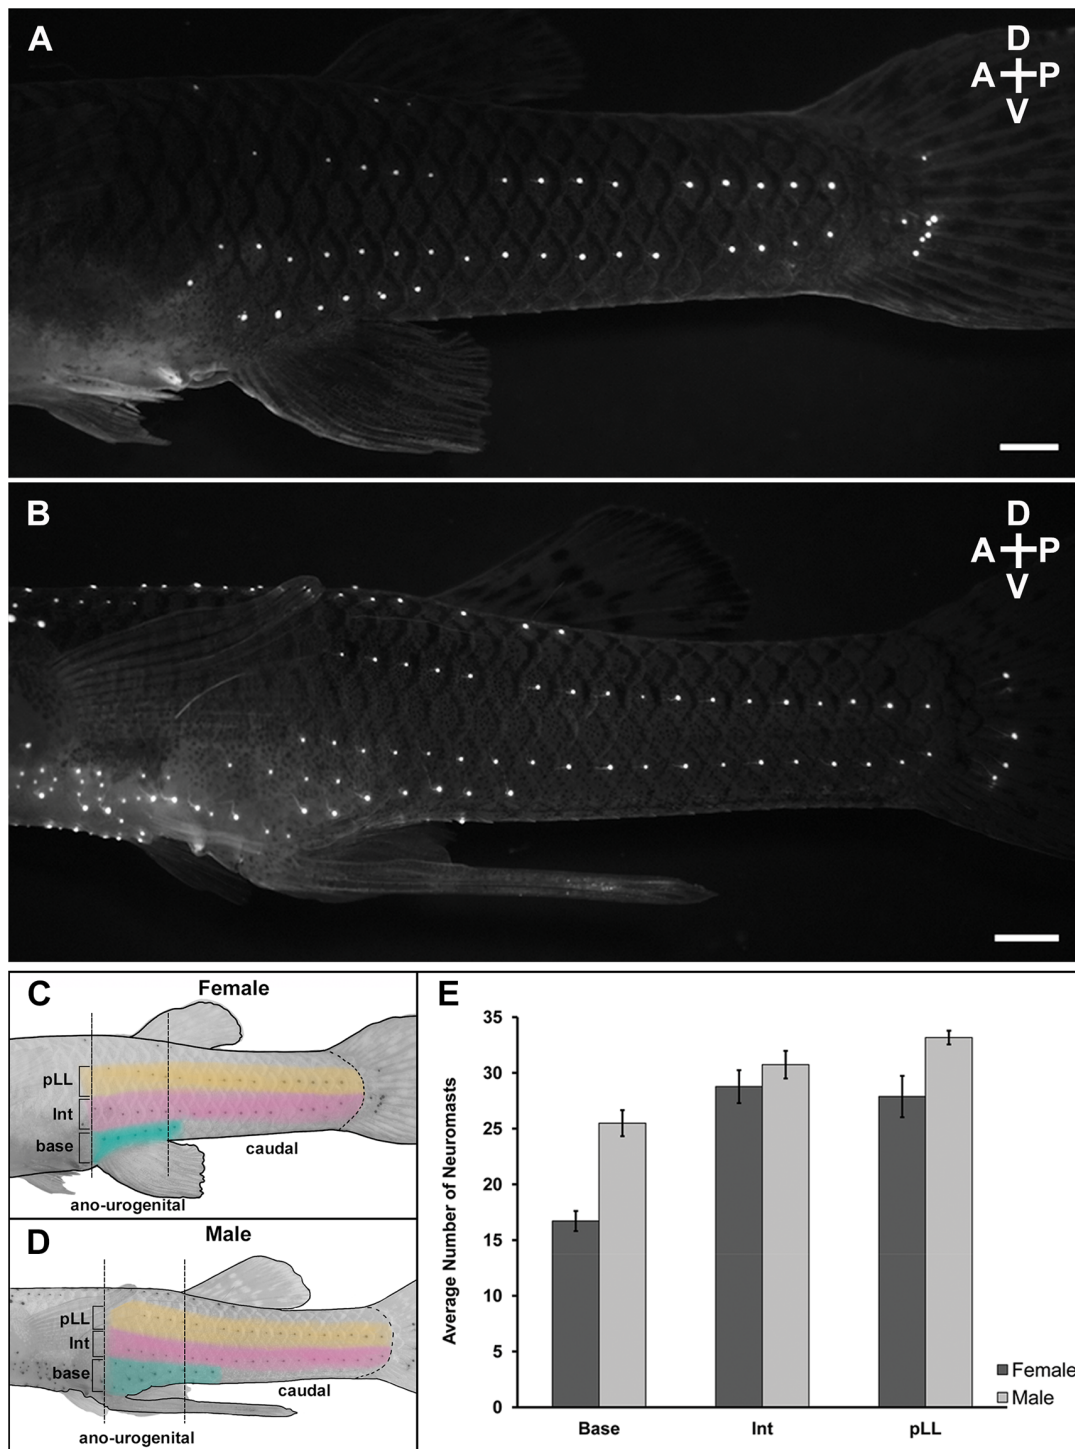 A
D
A P
V
B
D
A P
V
C
Female
pLL
Int
base
caudal
ano-urogenital
D
Male
pLL
Int
base
caudal
ano-urogenital
E
Average Number of Neuromasts
35
30
25
20
15
10
5
0
Base Int pLL
Female
Male